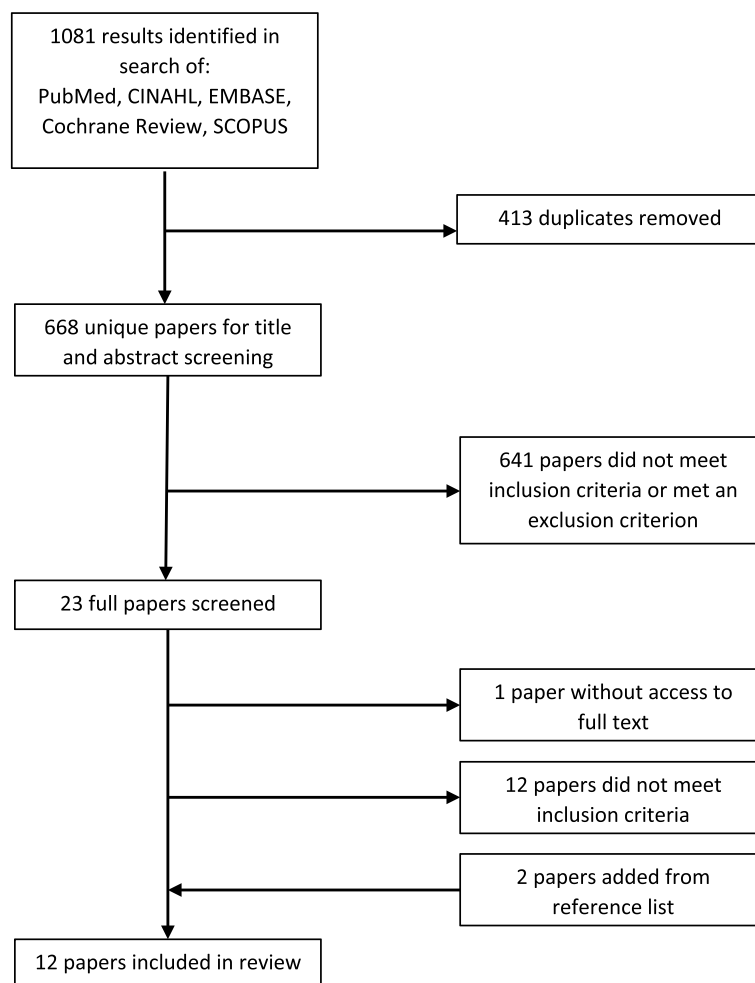 1081 results identified in
search of:
PubMed, CINAHL, EMBASE,
Cochrane Review, SCOPUS
413 duplicates removed
668 unique papers for title
and abstract screening
641 papers did not meet
inclusion criteria or met an
exclusion criterion
23 full papers screened
1 paper without access to
full text
12 papers did not meet
inclusion criteria
2 papers added from
reference list
12 papers included in review